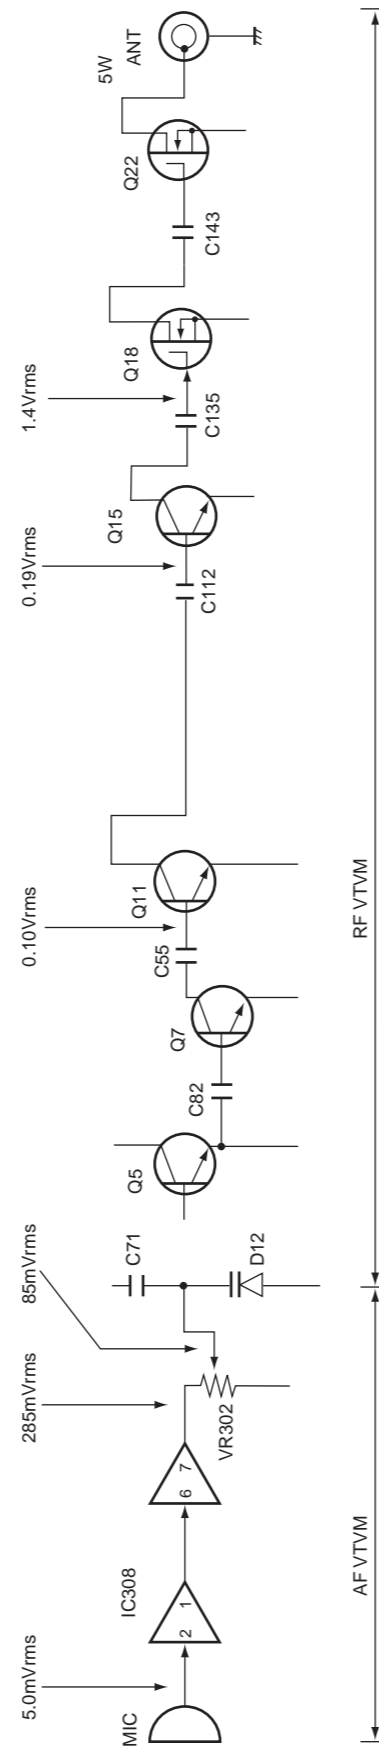 5.0mVrms
285mVrms
85mVrms
0.10Vrms
0.19Vrms
1.4Vrms
MIC
IC308
2 1
6 7
VR302
C71
D12
Q5
C82
Q7
C55
Q11
C112
Q15
C135
Q18
C143
Q22
5W
ANT
AF VTVM
RF VTVM